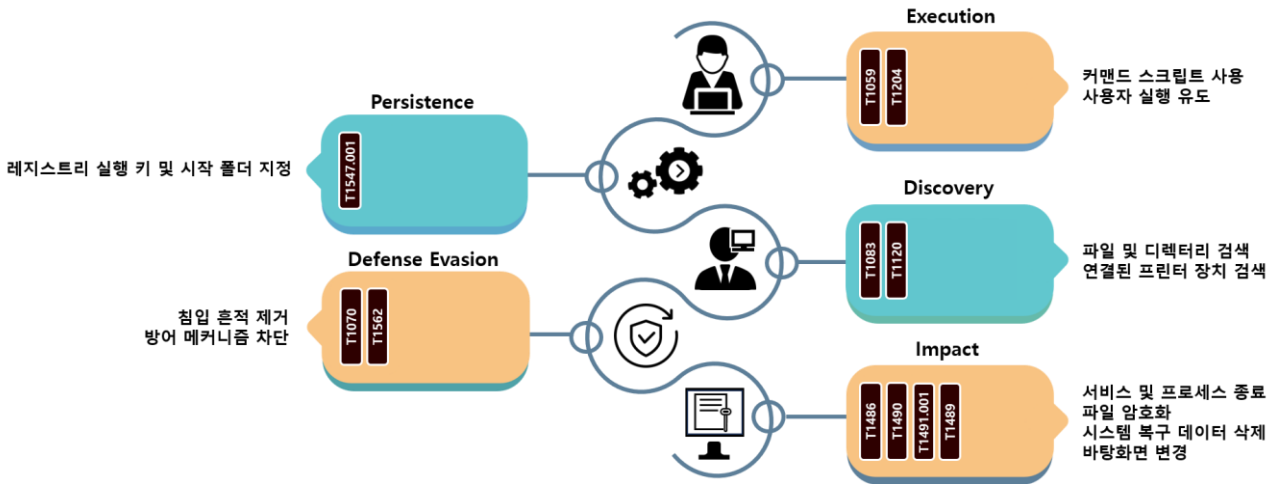 Execution
T1059
T1204
커맨드 스크립트 사용
사용자 실행 유도
Persistence
T1547.001
레지스트리 실행 키 및 시작 폴더 지정
Discovery
T1083
T1120
파일 및 디렉터리 검색
연결된 프린터 장치 검색
Defense Evasion
T1070
T1562
침입 흔적 제거
방어 메커니즘 차단
Impact
T1486
T1490
T1491.001
T1489
서비스 및 프로세스 종료
파일 암호화
시스템 복구 데이터 삭제
바탕화면 변경